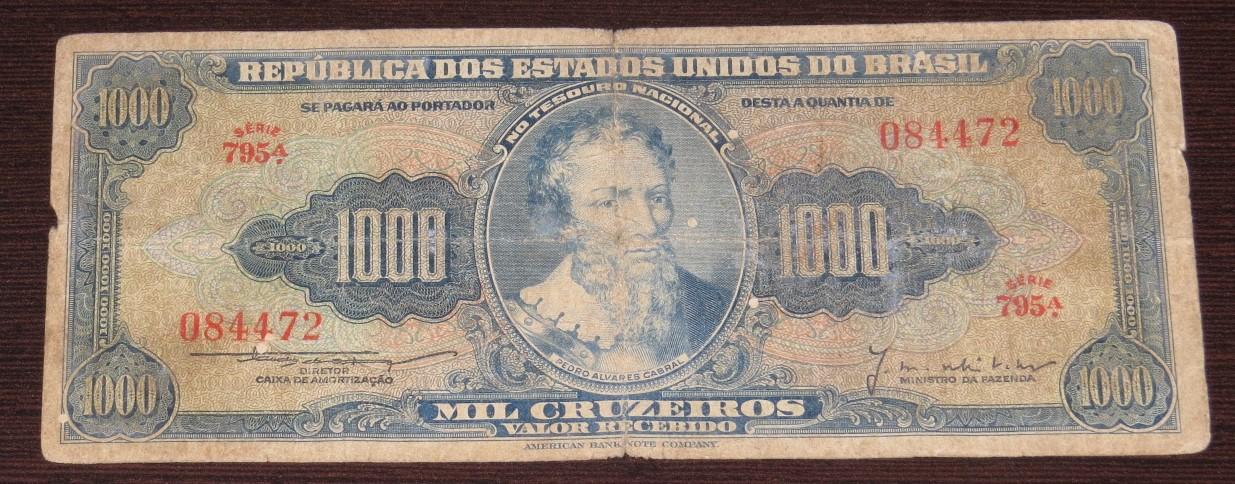 REPÚBLICA DOS ESTADOS UNIDOS DO BRASIL
1000
1000
SE PAGARÁ AO PORTADOR
NO TESOURO NACIONAL
DESTA A QUANTIA DE
SÉRIE
795A
084472
1000
1000
1000
1000
SÉRIE
795A
084472
DIRETOR
CAIXA DE AMORTIZAÇÃO
PEDRO ALVARES CABRAL
MINISTRO DA FAZENDA
1000
1000
MIL CRUZEIROS
VALOR RECEBIDO
AMERICAN BANK NOTE COMPANY.